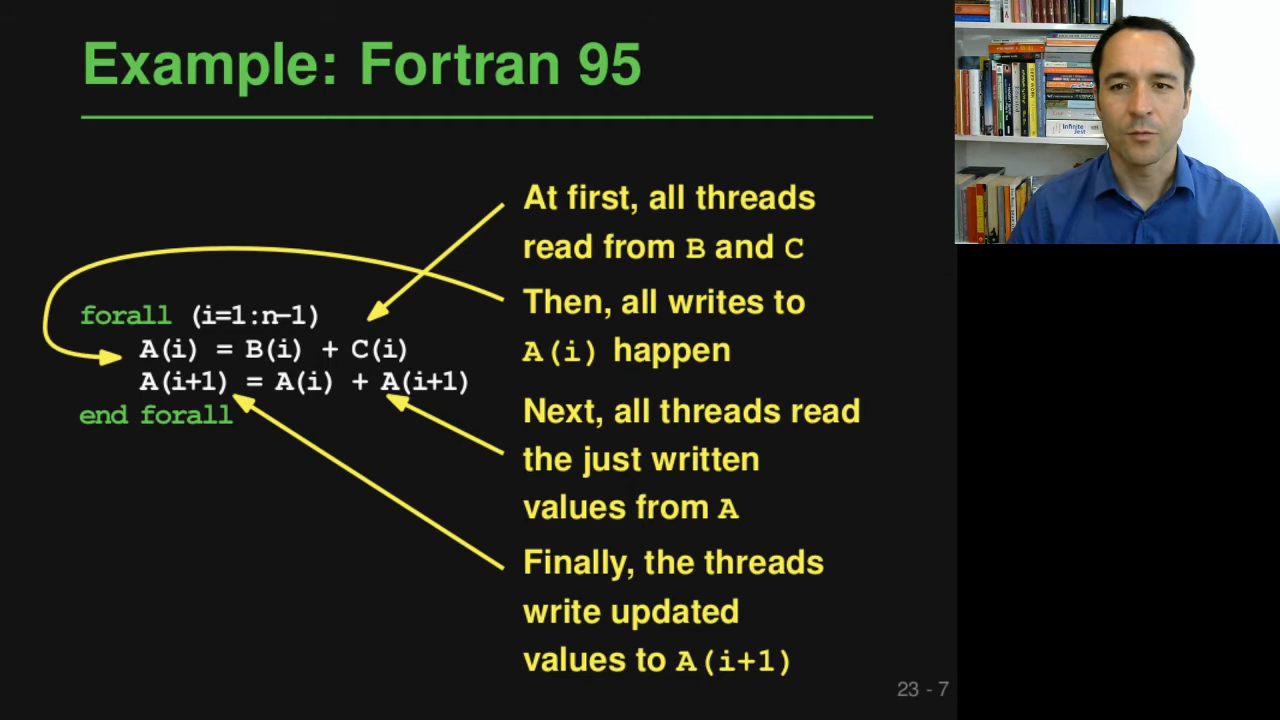 Example: Fortran 95
At first, all threads
read from B and C
Then, all writes to
A(i) happen
forall (i=1:n−1)
A(i) = B(i) + C(i)
A(i+1) = A(i) + A(i+1)
end forall
Next, all threads read
the just written
values from A
Finally, the threads
write updated
values to A(i+1)
23 - 7
Infinite
Jest